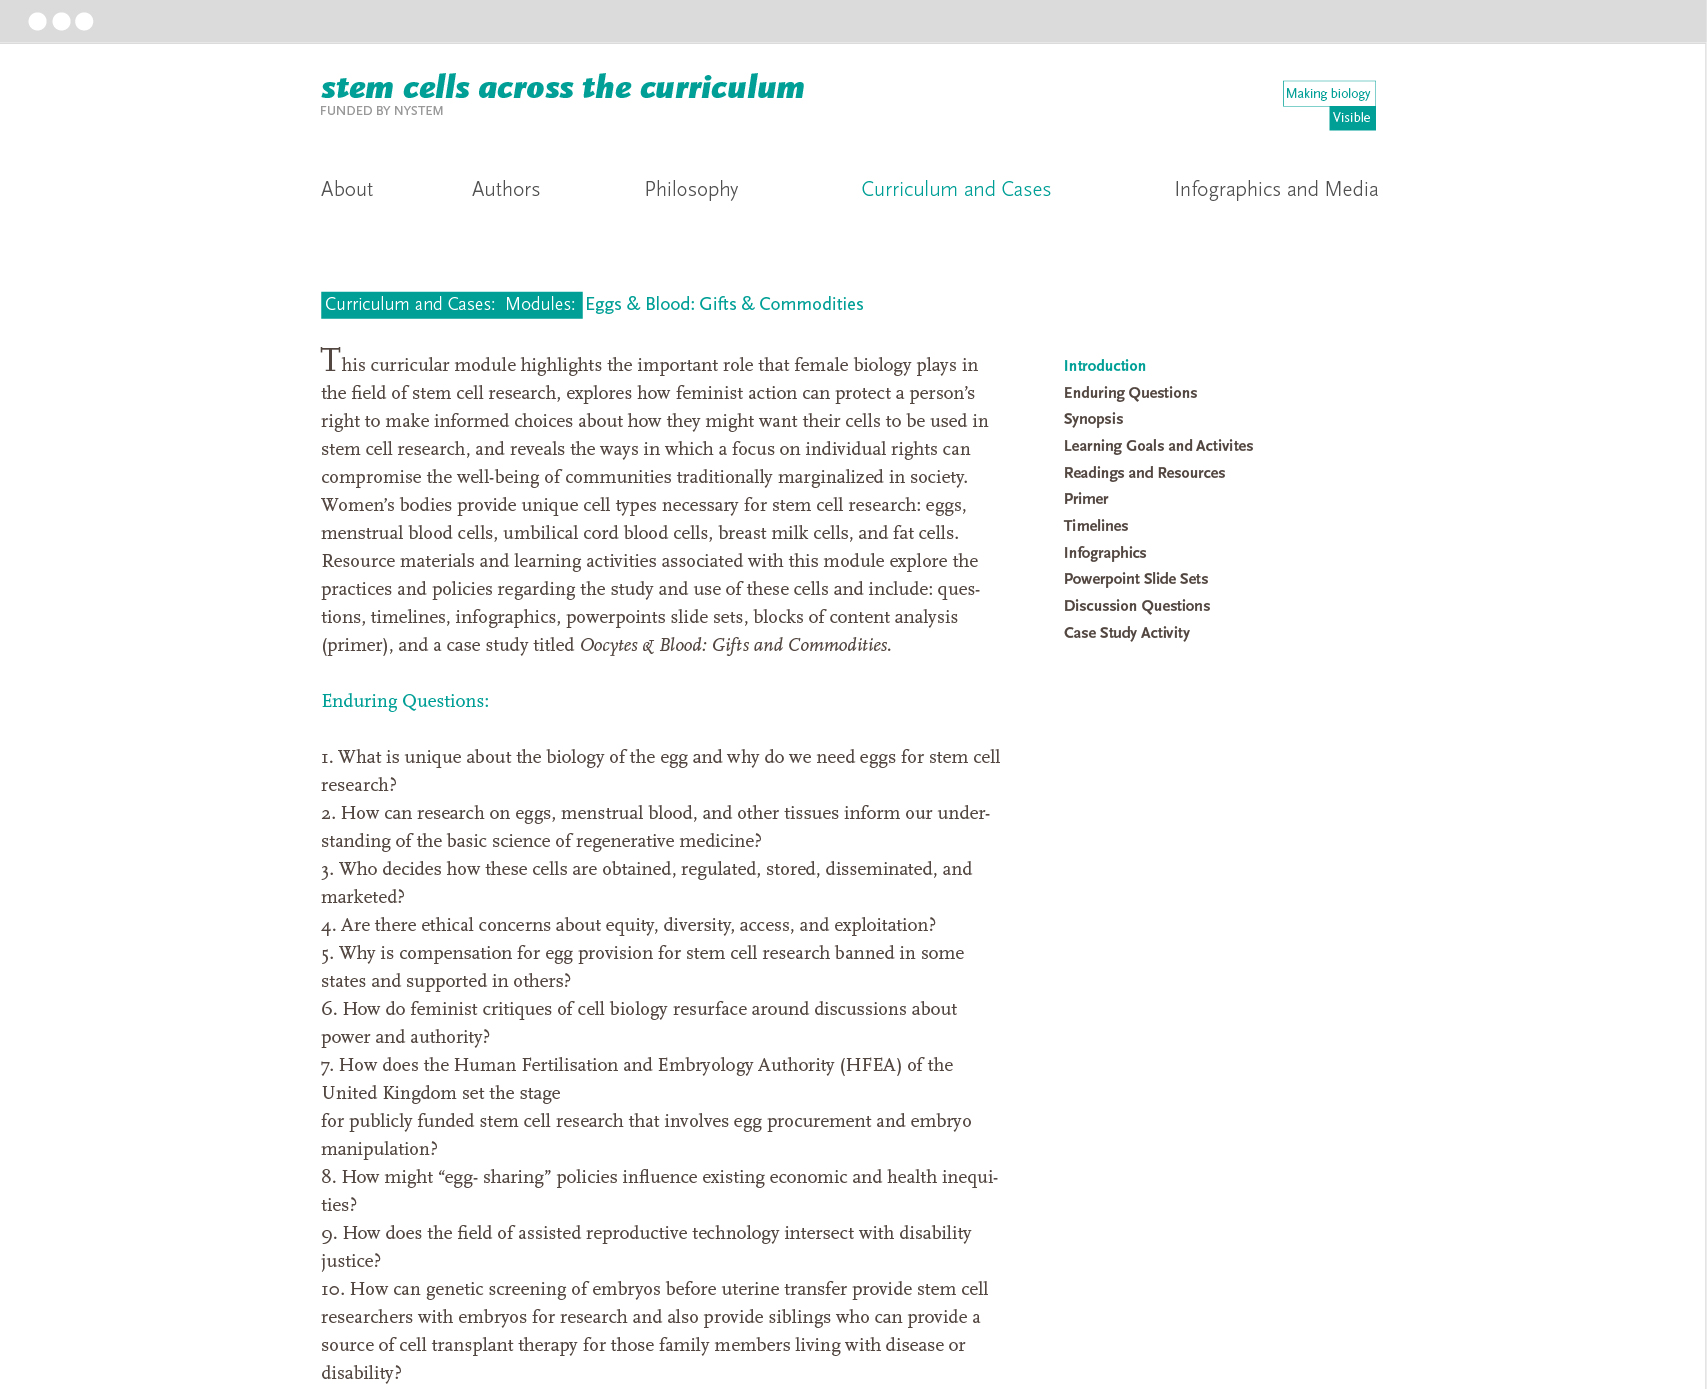 stem cells across the curriculum
FUNDED BY NYSTEM
Making biology
Visible
About Authors Philosophy Curriculum and Cases Infographics and Media
Curriculum and Cases: Modules: Eggs & Blood: Gifts & Commodities
This curricular module highlights the important role that female biology plays in
the field of stem cell research, explores how feminist action can protect a person’s
right to make informed choices about how they might want their cells to be used in
stem cell research, and reveals the ways in which a focus on individual rights can
compromise the well-being of communities traditionally marginalized in society.
Women’s bodies provide unique cell types necessary for stem cell research: eggs,
menstrual blood cells, umbilical cord blood cells, breast milk cells, and fat cells.
Resource materials and learning activities associated with this module explore the
practices and policies regarding the study and use of these cells and include: ques-
tions, timelines, infographics, powerpoints slide sets, blocks of content analysis
(primer), and a case study titled Oocytes & Blood: Gifts and Commodities.
Enduring Questions:
1. What is unique about the biology of the egg and why do we need eggs for stem cell
research?
2. How can research on eggs, menstrual blood, and other tissues inform our under-
standing of the basic science of regenerative medicine?
3. Who decides how these cells are obtained, regulated, stored, disseminated, and
marketed?
4. Are there ethical concerns about equity, diversity, access, and exploitation?
5. Why is compensation for egg provision for stem cell research banned in some
states and supported in others?
6. How do feminist critiques of cell biology resurface around discussions about
power and authority?
7. How does the Human Fertilisation and Embryology Authority (HFEA) of the
United Kingdom set the stage
for publicly funded stem cell research that involves egg procurement and embryo
manipulation?
8. How might “egg- sharing” policies influence existing economic and health inequi-
ties?
9. How does the field of assisted reproductive technology intersect with disability
justice?
10. How can genetic screening of embryos before uterine transfer provide stem cell
researchers with embryos for research and also provide siblings who can provide a
source of cell transplant therapy for those family members living with disease or
disability?
Introduction
Enduring Questions
Synopsis
Learning Goals and Activites
Readings and Resources
Primer
Timelines
Infographics
Powerpoint Slide Sets
Discussion Questions
Case Study Activity